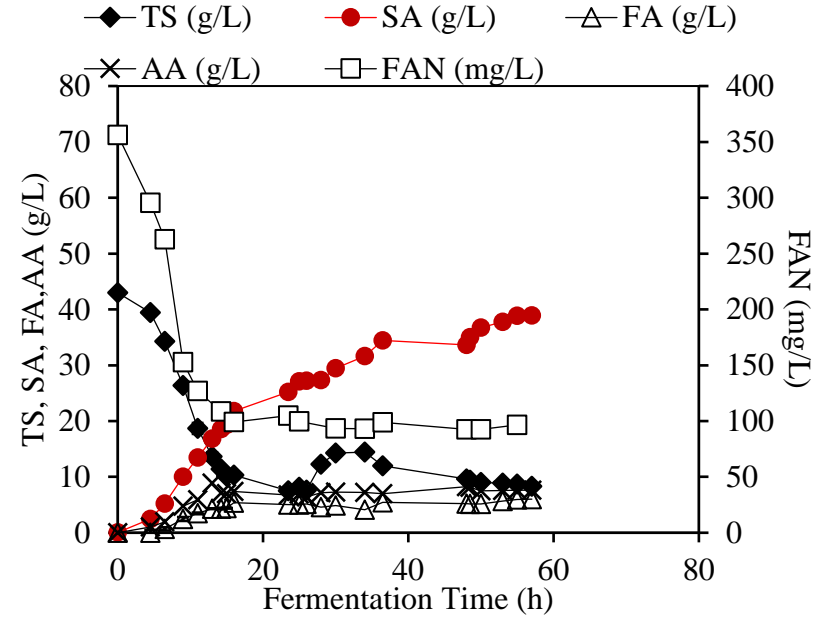 TS (g/L) SA (g/L) FA (g/L)
AA (g/L) FAN (mg/L)
80 400
70 350
60 300
50 250
40 200
30 150
20 100
10 50
0 0
0 20 40 60 80
TS, SA, FA,AA (g/L)
FAN (mg/L)
Fermentation Time (h)